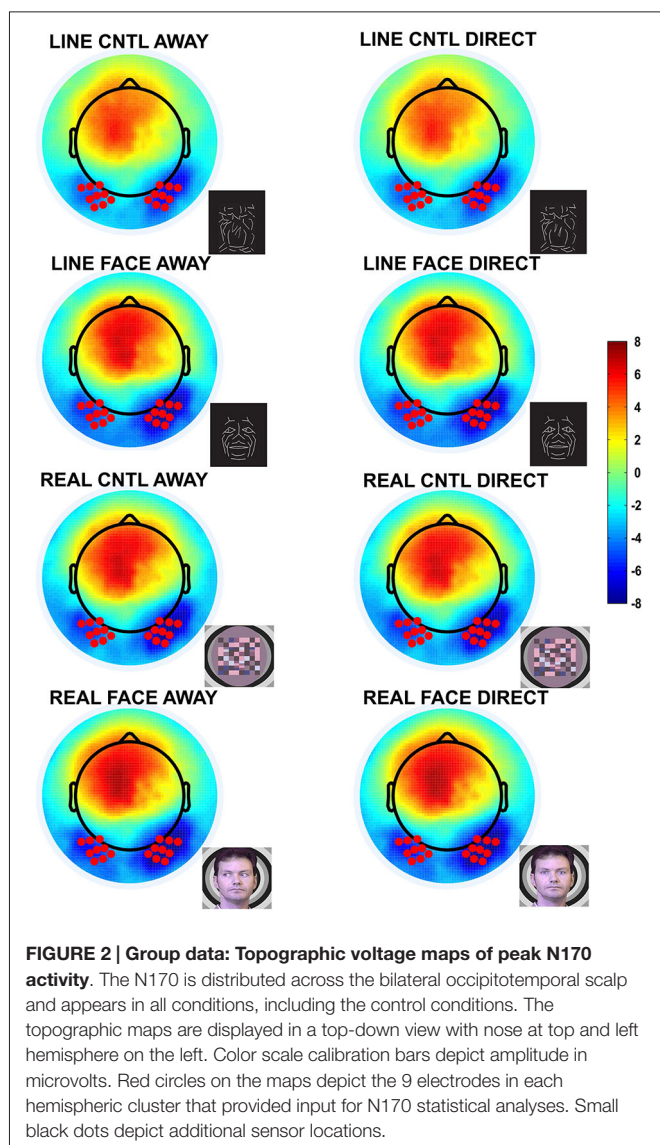 LINE CNTL AWAY
LINE CNTL DIRECT
LINE FACE AWAY
LINE FACE DIRECT
8
6
4
2
0
-2
-4
-6
-8
REAL CNTL AWAY
REAL CNTL DIRECT
REAL FACE AWAY
REAL FACE DIRECT
FIGURE 2 | Group data: Topographic voltage maps of peak N170
activity. The N170 is distributed across the bilateral occipitotemporal scalp
and appears in all conditions, including the control conditions. The
topographic maps are displayed in a top-down view with nose at top and left
hemisphere on the left. Color scale calibration bars depict amplitude in
microvolts. Red circles on the maps depict the 9 electrodes in each
hemispheric cluster that provided input for N170 statistical analyses. Small
black dots depict additional sensor locations.